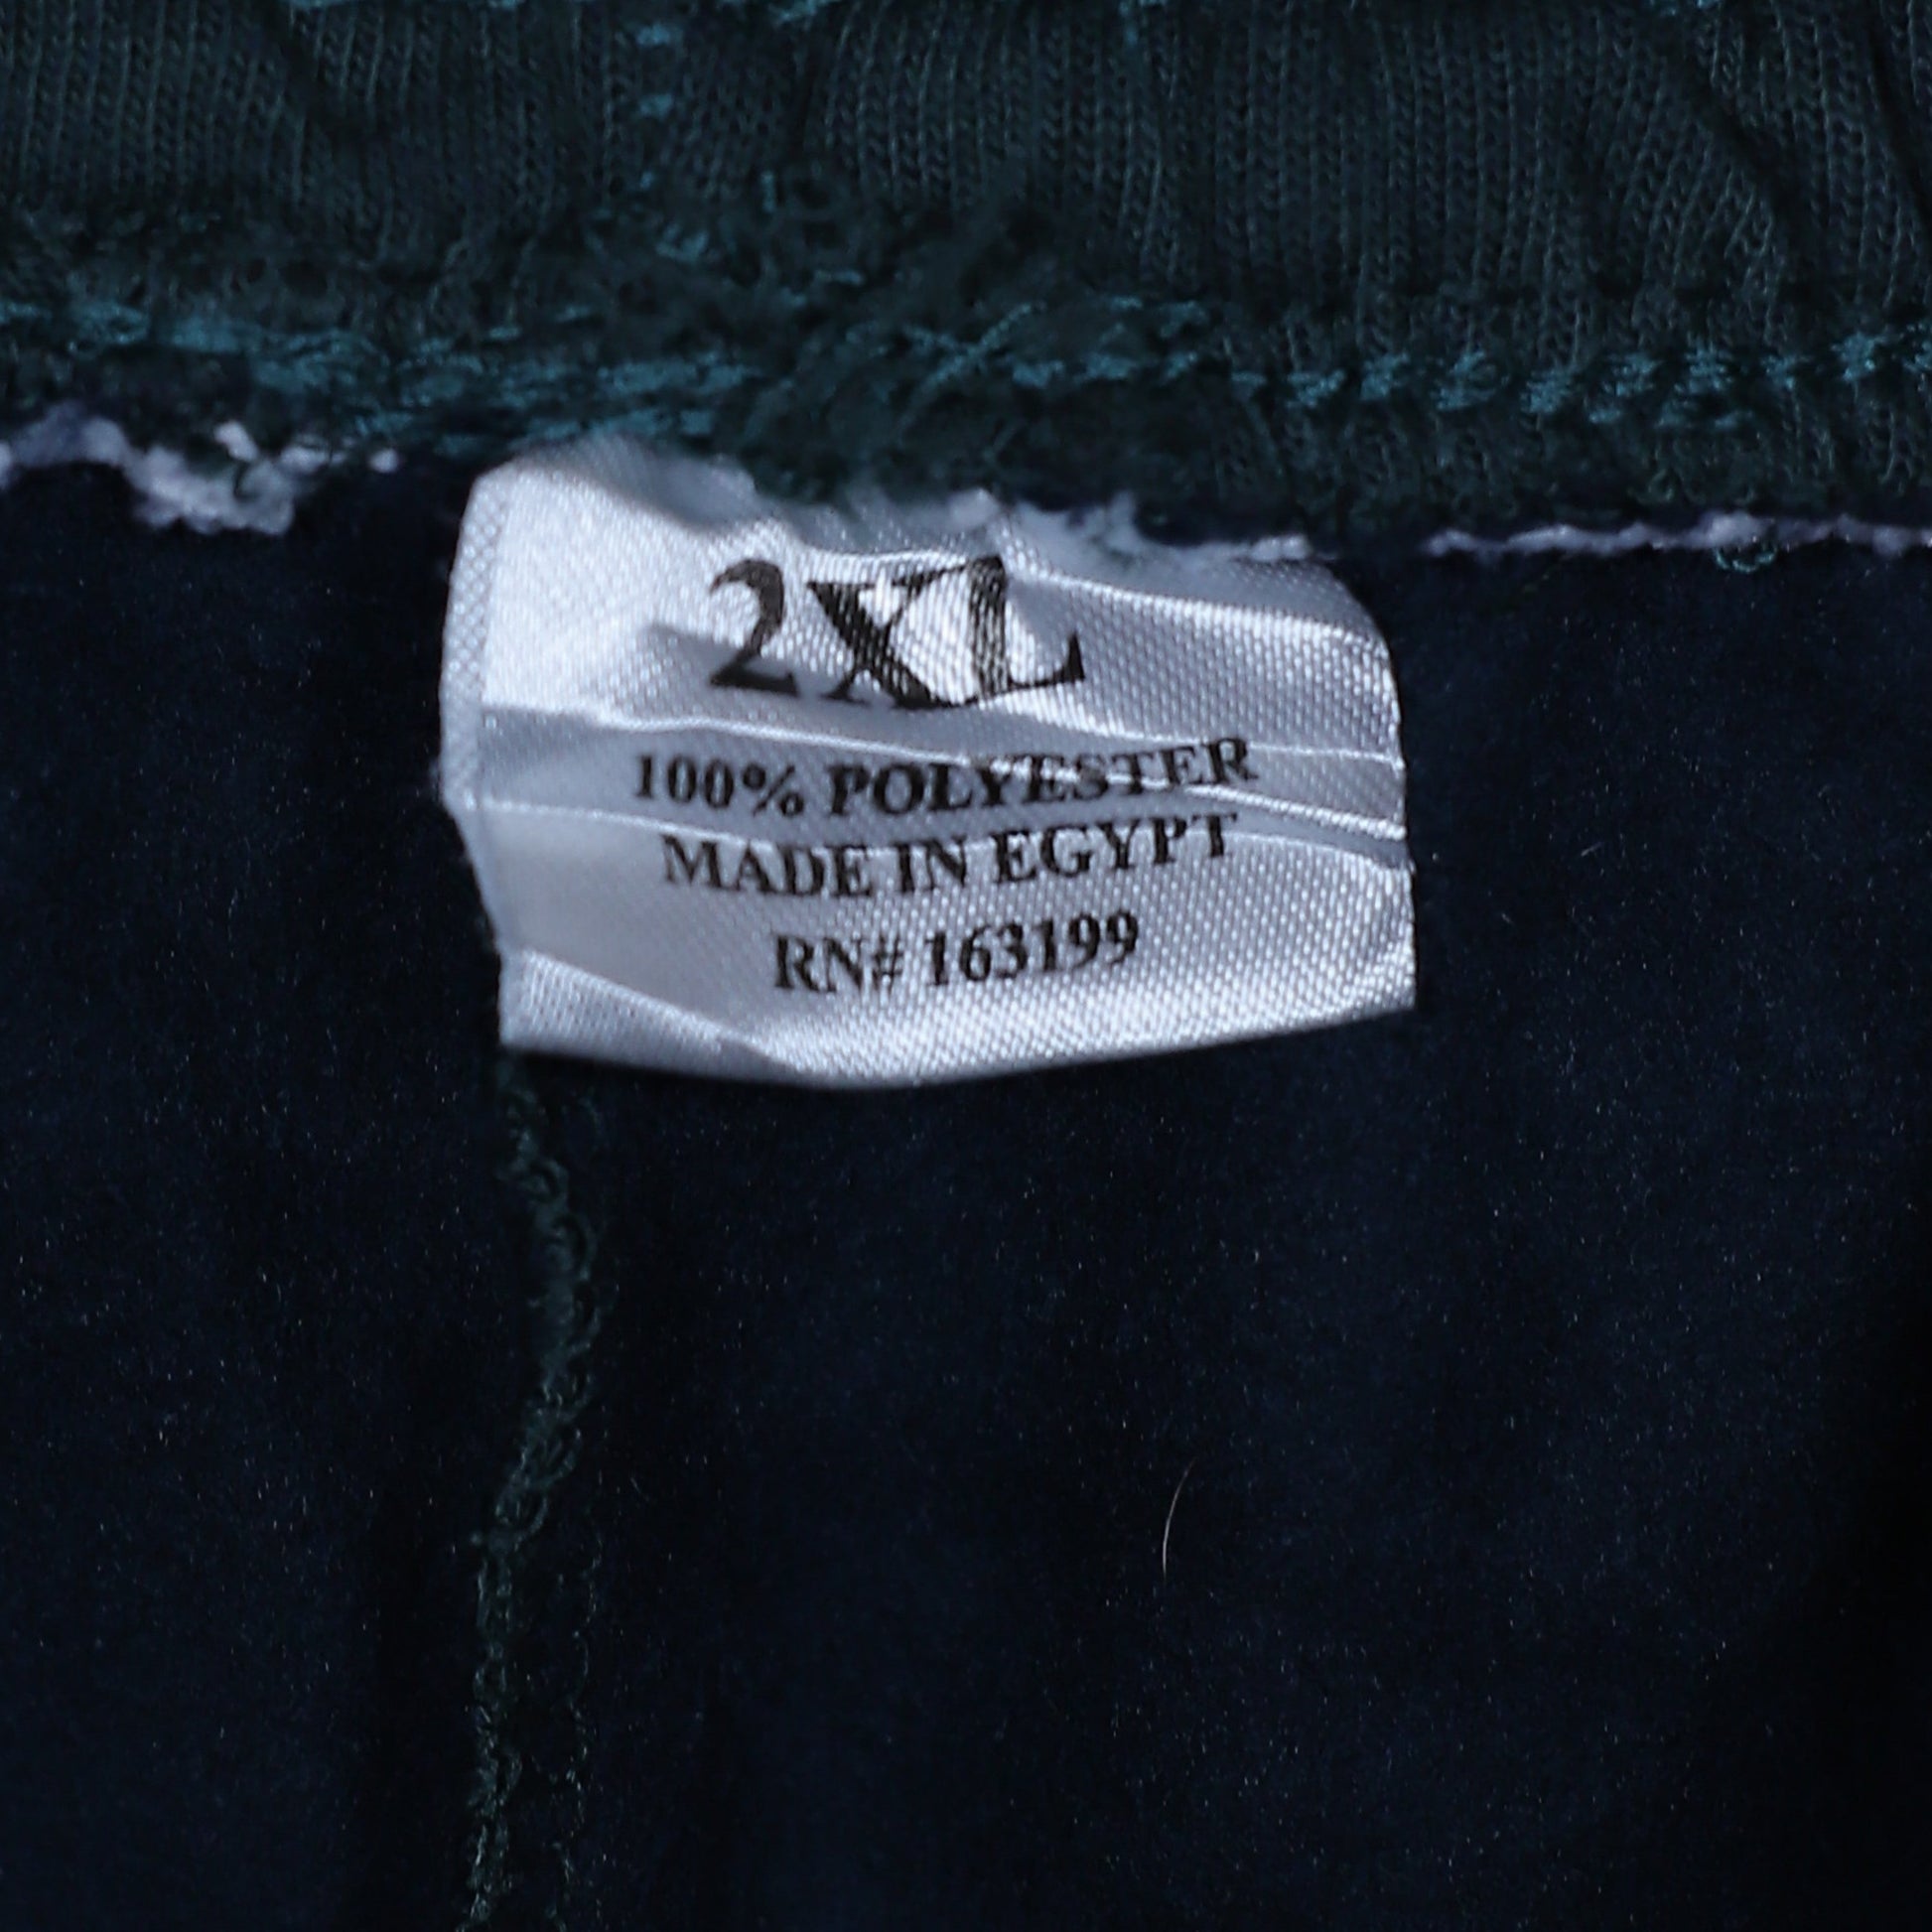 2XL
100% POLYESTER
MADE IN EGYPT
RN# 163199